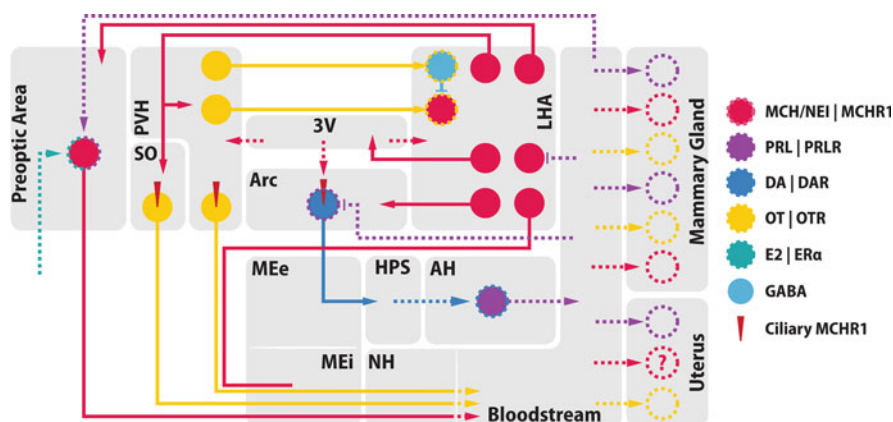 Preoptic Area
PVH
SO
3V
Arc
LHA
MEe
HPS
AH
MEi
NH
Bloodstream
Mammary Gland
Uterus
?
MCH/NEI | MCHR1
PRL | PRLR
DA | DAR
OT | OTR
E2 | ERα
GABA
Ciliary MCHR1